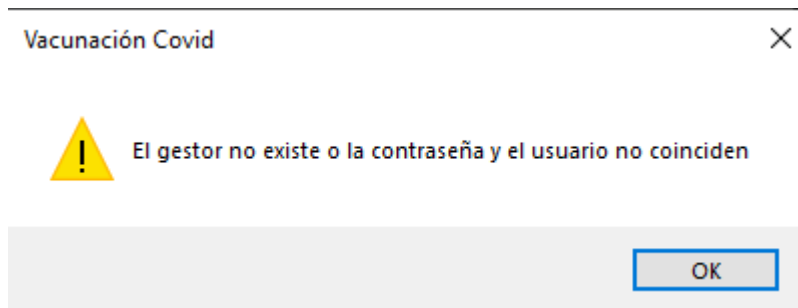 Vacunación Covid
El gestor no existe o la contraseña y el usuario no coinciden
OK